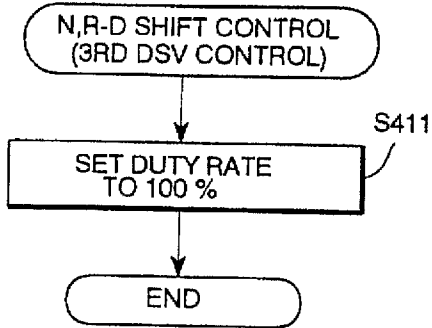 N,R-D SHIFT CONTROL
(3RD DSV CONTROL)
S411
SET DUTY RATE
TO 100 %
END